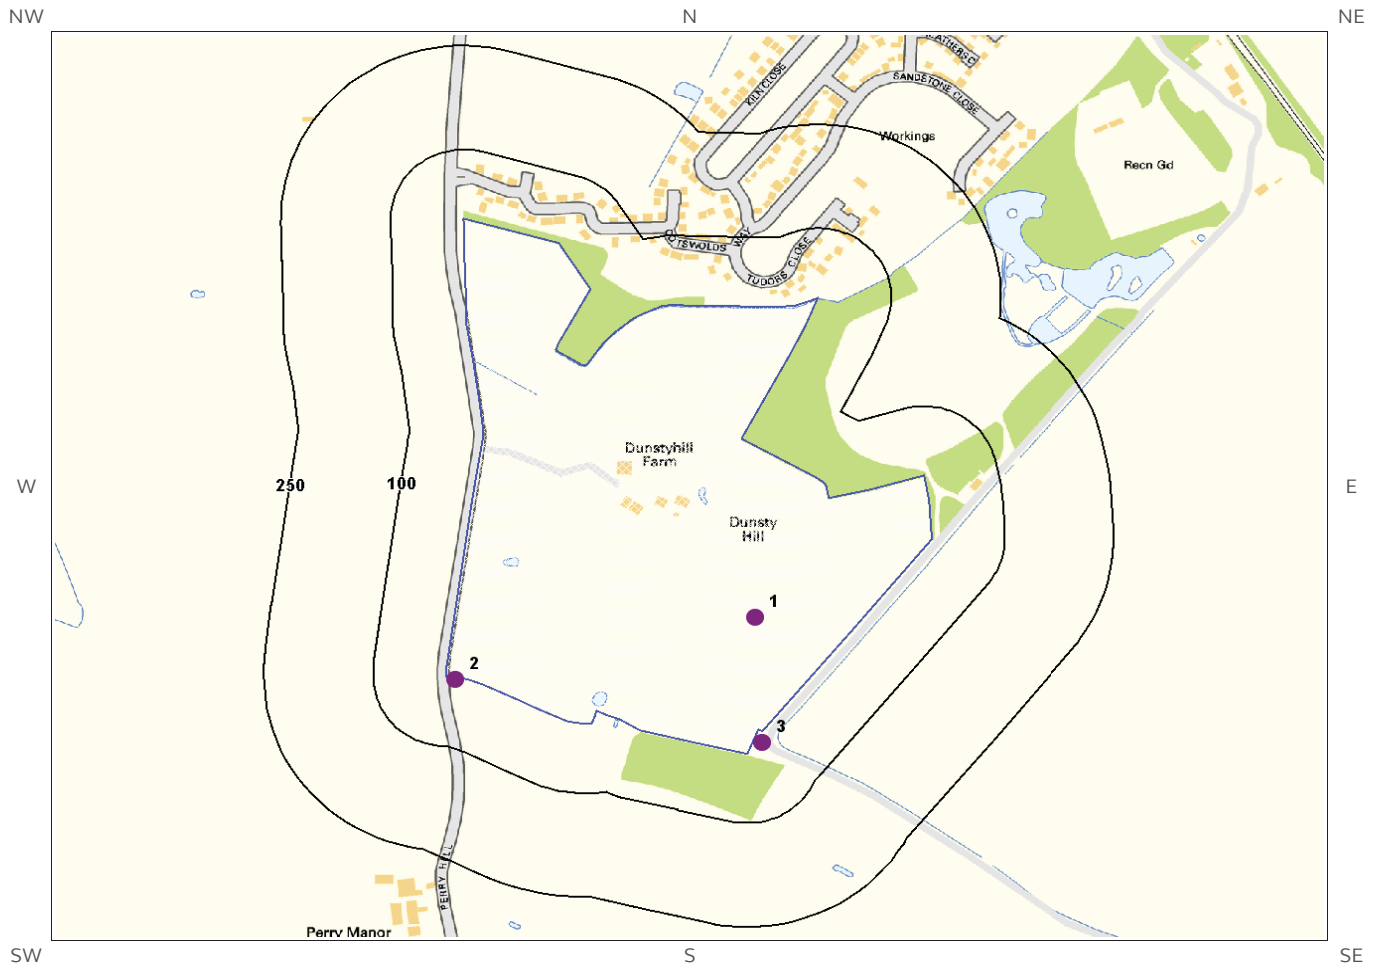 NW
N
NE
KILN CLOSE
SANDSTONE CLOSE
Workings
Recn Gd
COTSWOLDS WAY
TUDORS CLOSE
Dunstyhill
Farm
W
250
100
E
Dunsty
Hill
1
2
3
PERRY HILL
Perry Manor
SW
S
SE